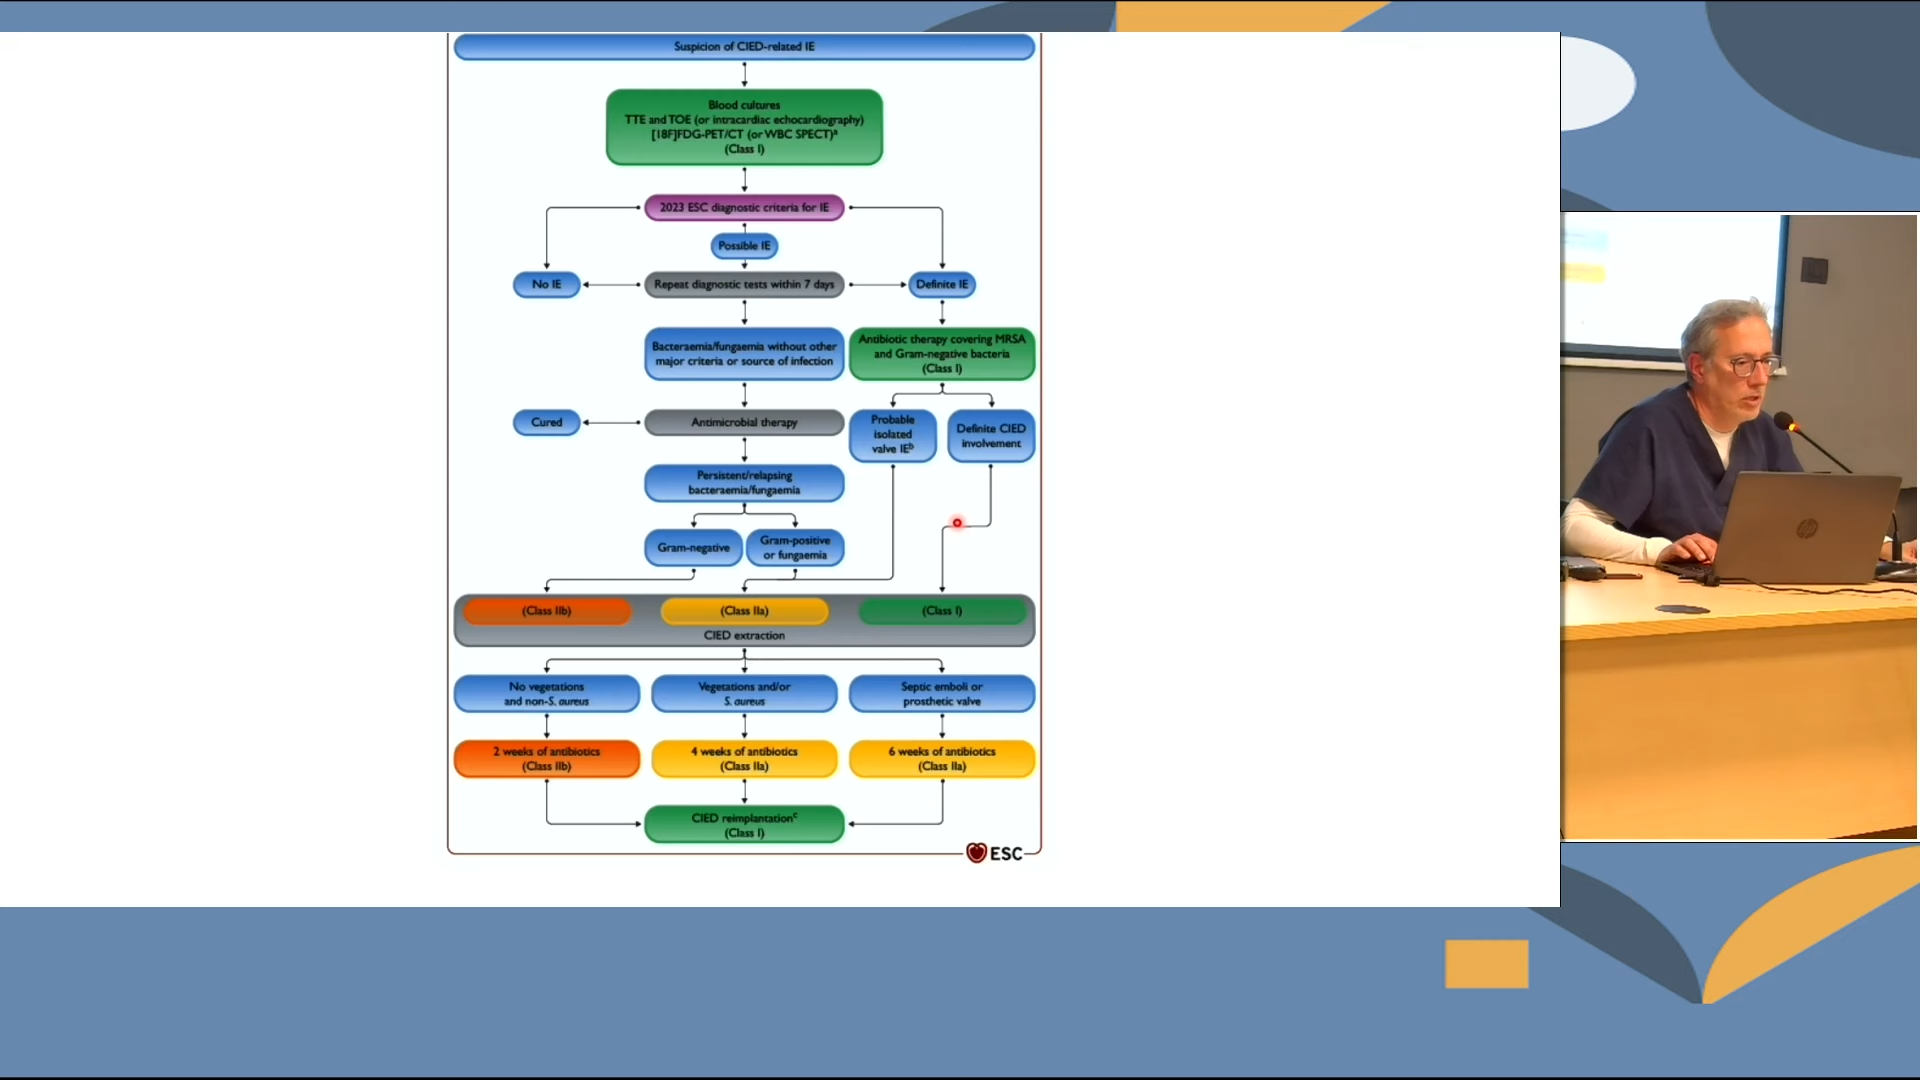 Suspicion of CIED-related IE
Blood cultures
TTE and TOE (or intracardiac echocardiography)
[18F]FDG-PET/CT (or WBC SPECT)ª
(Class I)
2023 ESC diagnostic criteria for IE
Possible IE
No IE
Repeat diagnostic tests within 7 days
Definite IE
Bacteraemia/fungaemia without other
major criteria or source of infection
Antibiotic therapy covering MRSA
and Gram-negative bacteria
(Class I)
Cured
Antimicrobial therapy
Probable
isolated
valve IEᵇ
Definite CIED
involvement
Persistent/relapsing
bacteraemia/fungaemia
Gram-negative
Gram-positive
or fungaemia
(Class IIb)
(Class IIa)
(Class I)
CIED extraction
No vegetations
and non-S. aureus
Vegetations and/or
S. aureus
Septic emboli or
prosthetic valve
2 weeks of antibiotics
(Class IIb)
4 weeks of antibiotics
(Class IIa)
6 weeks of antibiotics
(Class IIa)
CIED reimplantationᶜ
(Class I)
ESC
hp